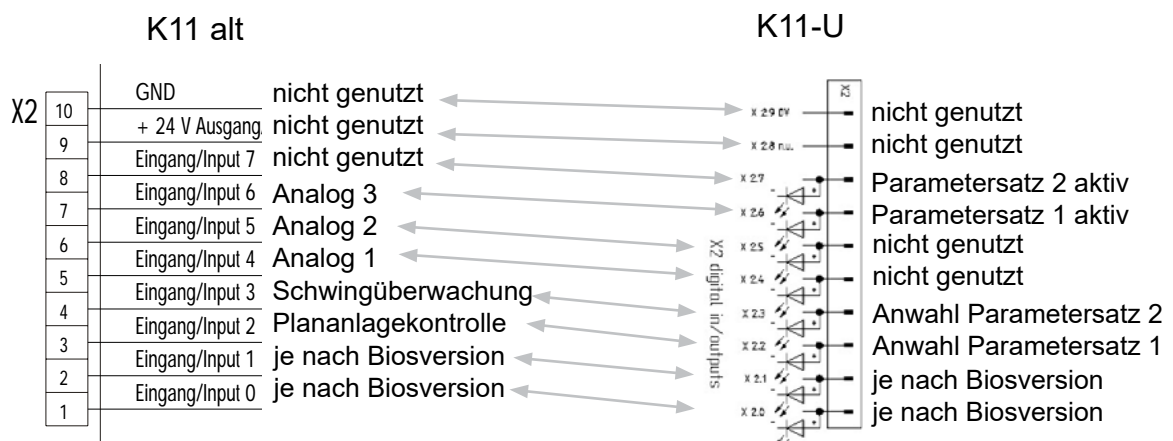 K11 alt
K11-U
X2
10
GND
nicht genutzt
9
+ 24 V Ausgang/
nicht genutzt
8
Eingang/Input 7
nicht genutzt
7
Eingang/Input 6
Analog 3
6
Eingang/Input 5
Analog 2
5
Eingang/Input 4
Analog 1
4
Eingang/Input 3
Schwingüberwachung
3
Eingang/Input 2
Plananlagekontrolle
2
Eingang/Input 1
je nach Biosversion
1
Eingang/Input 0
je nach Biosversion
X2 digital in/outputs
X2
X 2.9 0V
nicht genutzt
X 2.8 n.u.
nicht genutzt
X 2.7
Parametersatz 2 aktiv
X 2.6
Parametersatz 1 aktiv
X 2.5
nicht genutzt
X 2.4
nicht genutzt
X 2.3
Anwahl Parametersatz 2
X 2.2
Anwahl Parametersatz 1
X 2.1
je nach Biosversion
X 2.0
je nach Biosversion